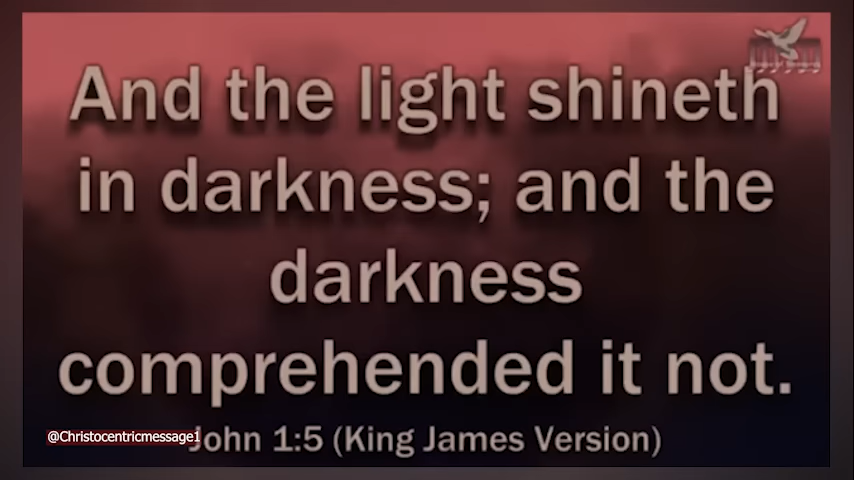 And the light shineth
in darkness; and the
darkness
comprehended it not.
@Christocentricmessage1
John 1:5 (King James Version)